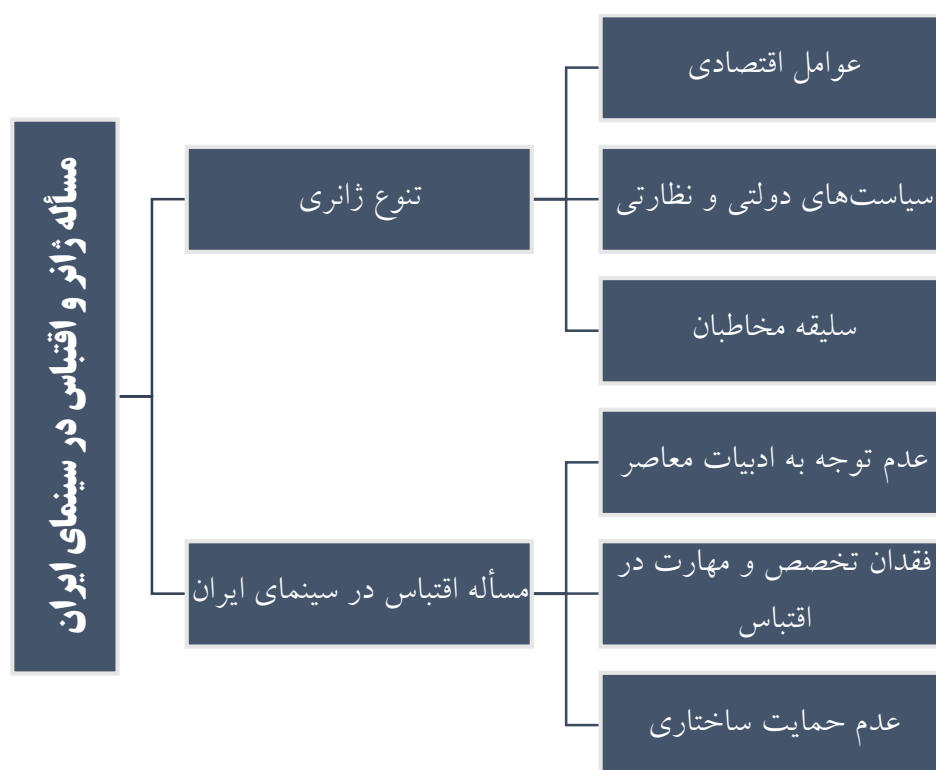 مسأله ژانر و اقتباس در سینمای ایران
تنوع ژانری
عوامل اقتصادی
سیاست‌های دولتی و نظارتی
سلیقه مخاطبان
مسأله اقتباس در سینمای ایران
عدم توجه به ادبیات معاصر
فقدان تخصص و مهارت در
اقتباس
عدم حمایت ساختاری